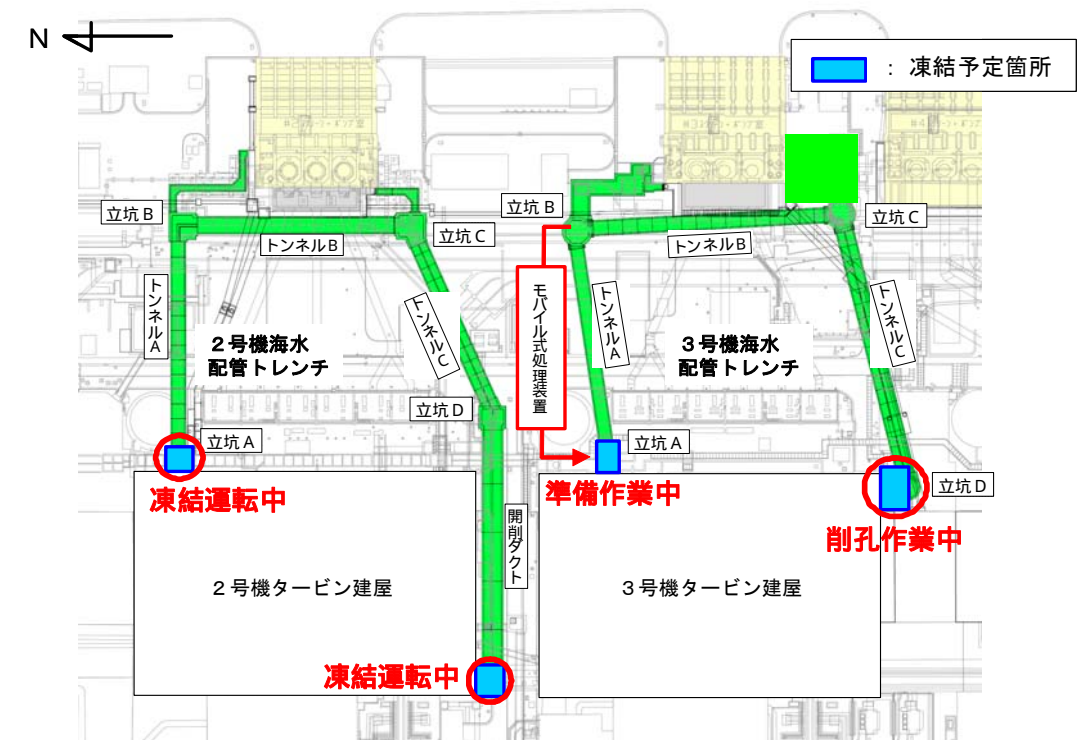 N
：凍結予定箇所
立坑B
立坑C
立坑B
立坑C
トンネルB
トンネルB
トンネルA
トンネルC
モバイル式処理装置
トンネルA
トンネルC
２号機海水
配管トレンチ
３号機海水
配管トレンチ
立坑D
立坑A
立坑A
立坑D
凍結運転中
準備作業中
開削ダクト
削孔作業中
２号機タービン建屋
３号機タービン建屋
凍結運転中